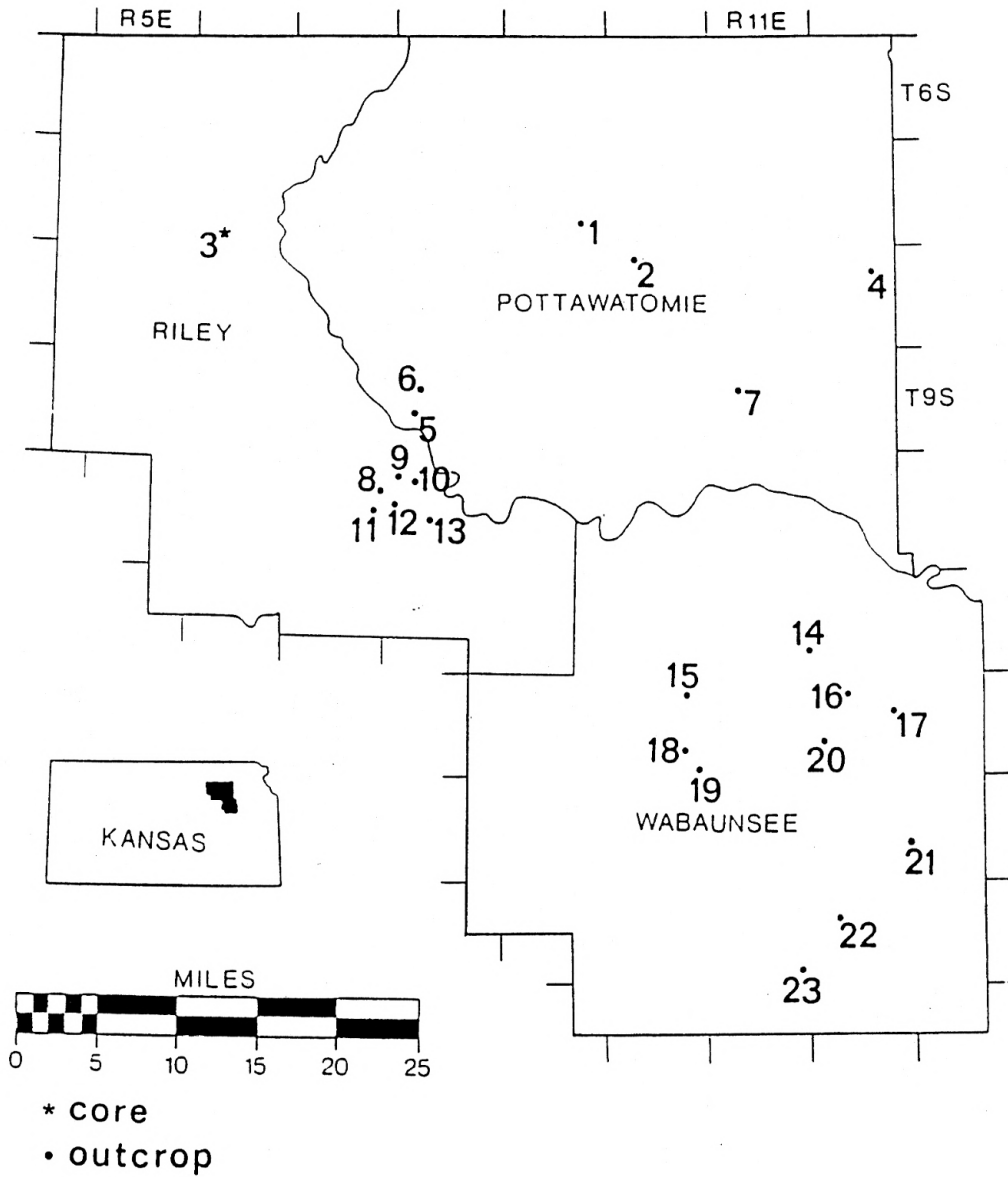 R5E R11E
T6S
3* 1
2 4
POTTAWATOMIE
RILEY
6 7 T9S
5
9
8 10
11 12 13
14
15
16 17
18 20
19
WABAUNSEE
KANSAS
21
22
23
MILES
0 5 10 15 20 25
* core
• outcrop